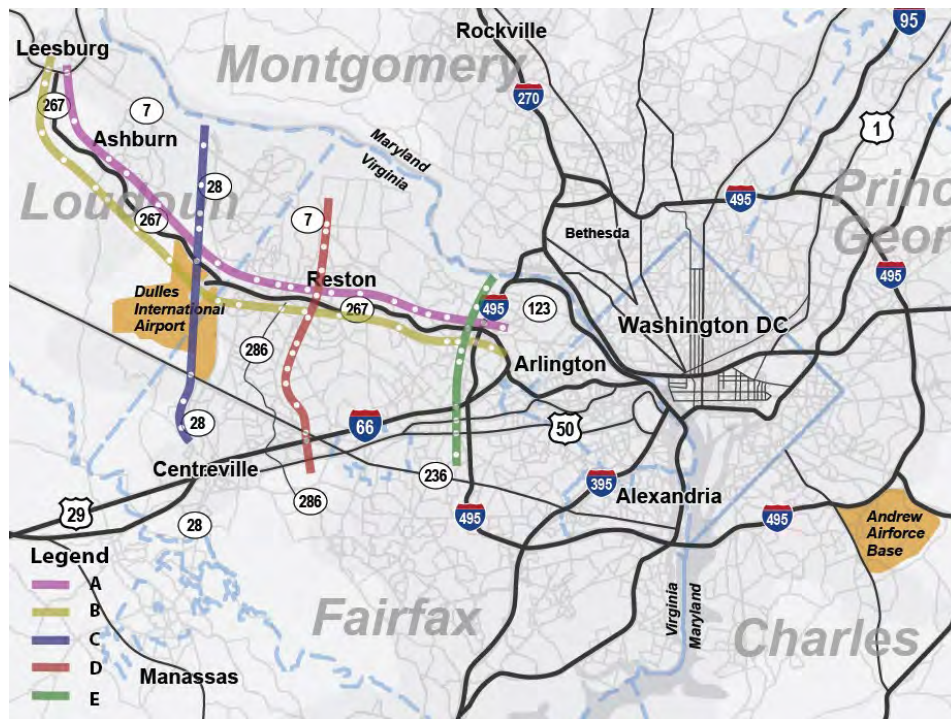 Rockville
95
Leesburg
Montgomery
270
267
7
1
Ashburn
Maryland
Virginia
28
Loudoun
Prince
Geor
495
267
7
Bethesda
495
Reston
Dulles
International
Airport
267
495
123
Washington DC
286
Arlington
28
66
50
Centreville
236
395
286
Alexandria
29
28
495
495
Andrew
Airforce
Base
Legend
A
B
C
D
E
Fairfax
Virginia
Maryland
Charles
Manassas